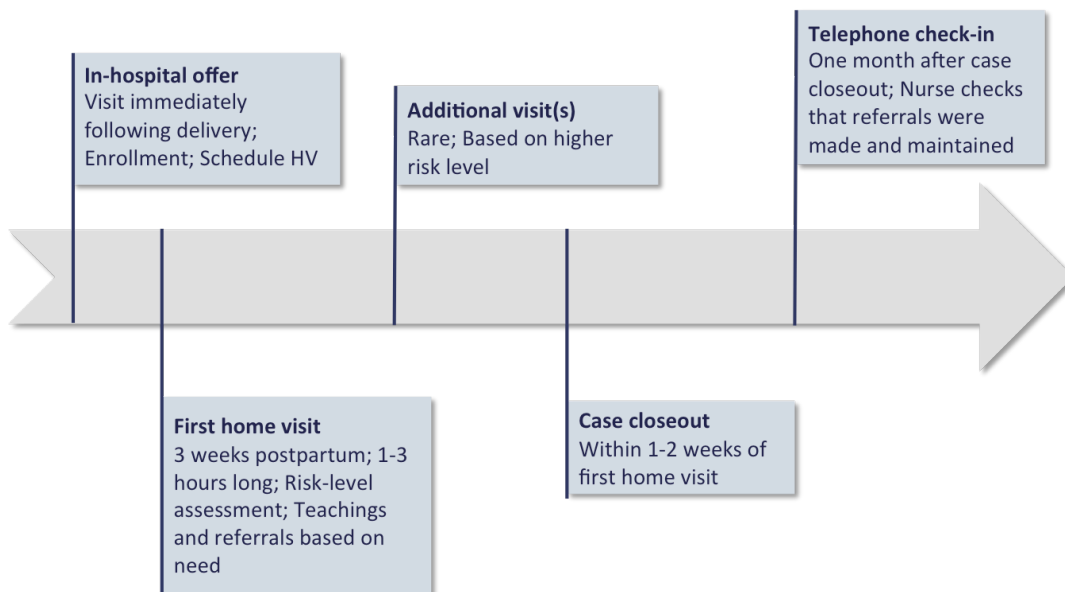 In-hospital offer
Visit immediately
following delivery;
Enrollment; Schedule HV
First home visit
3 weeks postpartum; 1-3
hours long; Risk-level
assessment; Teachings
and referrals based on
need
Additional visit(s)
Rare; Based on higher
risk level
Case closeout
Within 1-2 weeks of
first home visit
Telephone check-in
One month after case
closeout; Nurse checks
that referrals were
made and maintained